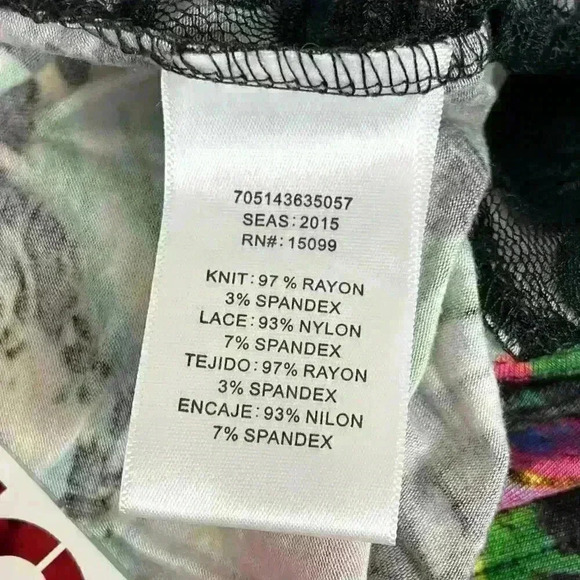 705143635057
SEAS: 2015
RN#: 15099
KNIT: 97 % RAYON
3% SPANDEX
LACE: 93% NYLON
7% SPANDEX
TEJIDO: 97% RAYON
3% SPANDEX
ENCAJE: 93% NILON
7% SPANDEX